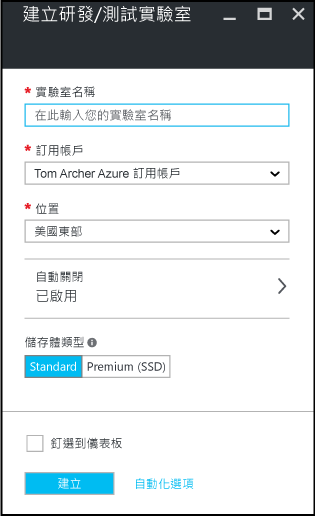 建立研發/測試實驗室
* 實驗室名稱
在此輸入您的實驗室名稱
* 訂用帳戶
Tom Archer Azure 訂用帳戶
* 位置
美國東部
自動關閉
已啟用
儲存體類型
Standard Premium (SSD)
釘選到儀表板
建立 自動化選項